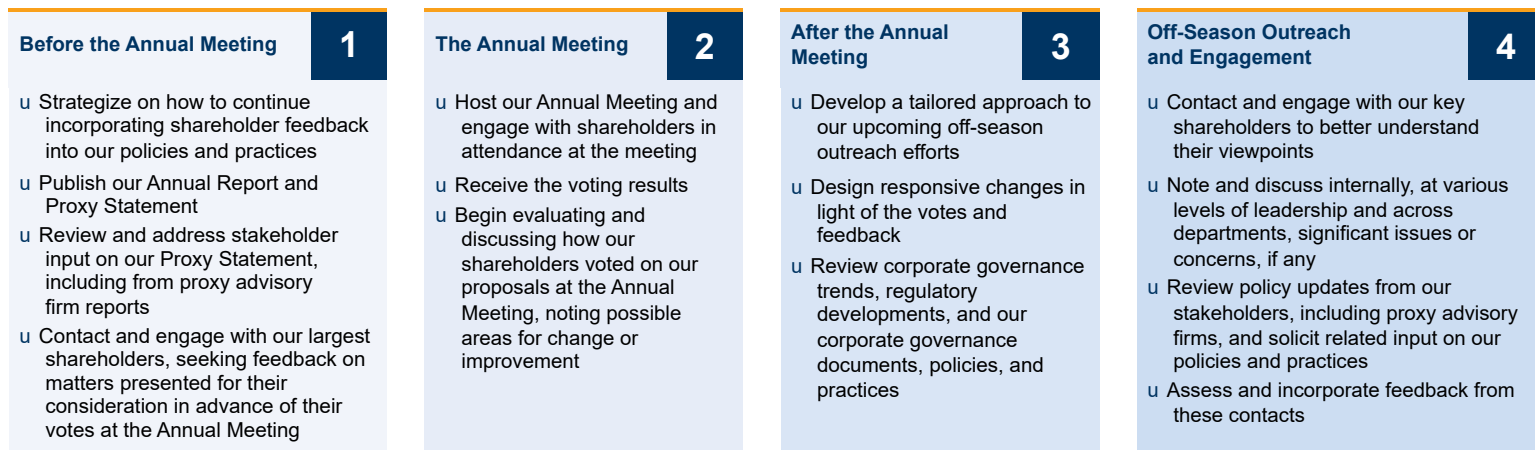 Before the Annual Meeting
1
u Strategize on how to continue
incorporating shareholder feedback
into our policies and practices
u Publish our Annual Report and
Proxy Statement
u Review and address stakeholder
input on our Proxy Statement,
including from proxy advisory
firm reports
u Contact and engage with our largest
shareholders, seeking feedback on
matters presented for their
consideration in advance of their
votes at the Annual Meeting
The Annual Meeting
2
u Host our Annual Meeting and
engage with shareholders in
attendance at the meeting
u Receive the voting results
u Begin evaluating and
discussing how our
shareholders voted on our
proposals at the Annual
Meeting, noting possible
areas for change or
improvement
After the Annual
Meeting
3
u Develop a tailored approach to
our upcoming off-season
outreach efforts
u Design responsive changes in
light of the votes and
feedback
u Review corporate governance
trends, regulatory
developments, and our
corporate governance
documents, policies, and
practices
Off-Season Outreach
and Engagement
4
u Contact and engage with our key
shareholders to better understand
their viewpoints
u Note and discuss internally, at various
levels of leadership and across
departments, significant issues or
concerns, if any
u Review policy updates from our
stakeholders, including proxy advisory
firms, and solicit related input on our
policies and practices
u Assess and incorporate feedback from
these contacts